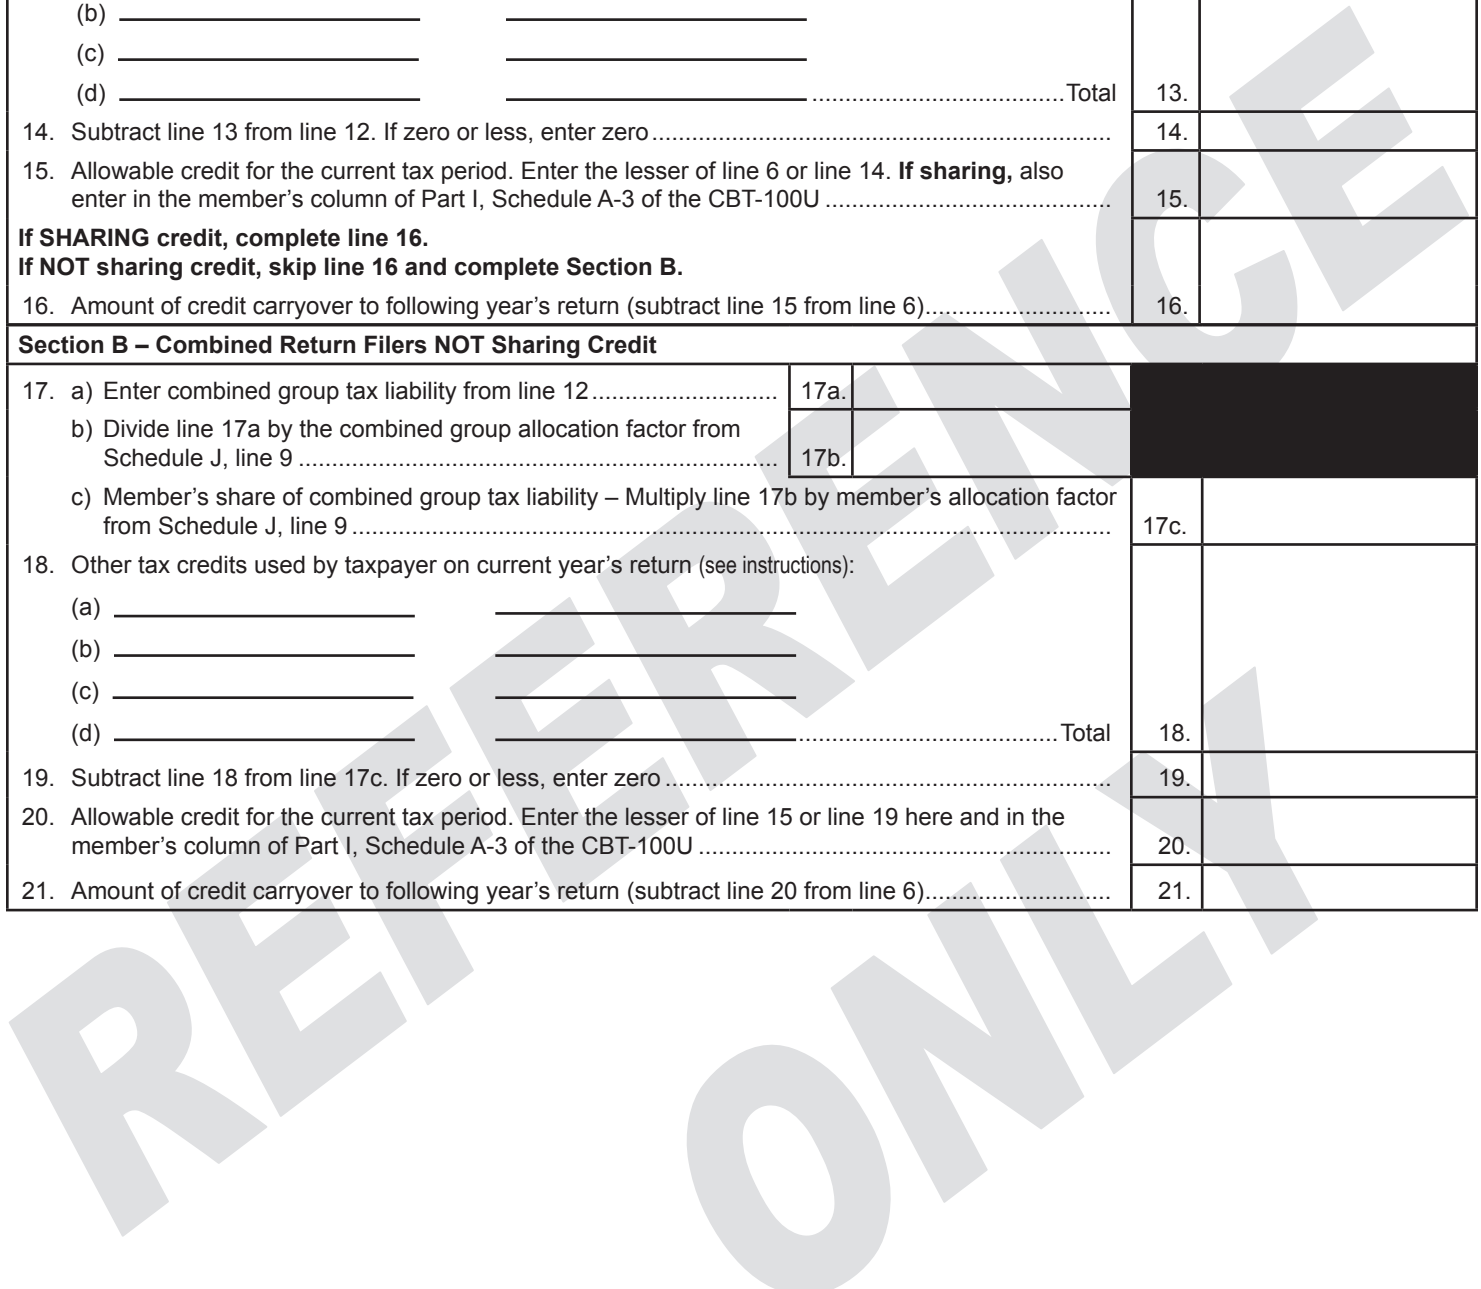 (b)
(c)
(d) ......................................Total 13.
14. Subtract line 13 from line 12. If zero or less, enter zero ..................................................................... 14.
15. Allowable credit for the current tax period. Enter the lesser of line 6 or line 14. If sharing, also
enter in the member’s column of Part I, Schedule A-3 of the CBT-100U ........................................... 15.
If SHARING credit, complete line 16.
If NOT sharing credit, skip line 16 and complete Section B.
16. Amount of credit carryover to following year’s return (subtract line 15 from line 6)............................ 16.
Section B – Combined Return Filers NOT Sharing Credit
17. a) Enter combined group tax liability from line 12............................ 17a.
b) Divide line 17a by the combined group allocation factor from
Schedule J, line 9 ........................................................................ 17b.
c) Member’s share of combined group tax liability – Multiply line 17b by member’s allocation factor
from Schedule J, line 9 ................................................................................................................... 17c.
18. Other tax credits used by taxpayer on current year’s return (see instructions):
(a)
(b)
(c)
(d) .......................................Total 18.
19. Subtract line 18 from line 17c. If zero or less, enter zero ................................................................... 19.
20. Allowable credit for the current tax period. Enter the lesser of line 15 or line 19 here and in the
member’s column of Part I, Schedule A-3 of the CBT-100U .............................................................. 20.
21. Amount of credit carryover to following year’s return (subtract line 20 from line 6)............................ 21.
REFERENCE
ONLY